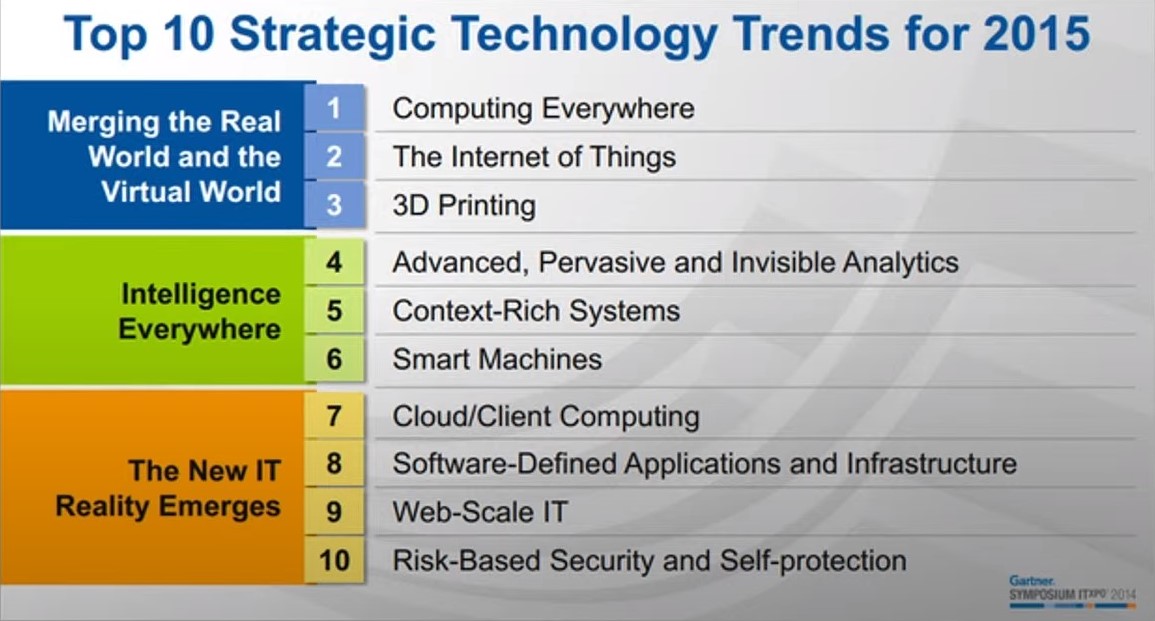 Top 10 Strategic Technology Trends for 2015
Merging the Real
World and the
Virtual World
1 Computing Everywhere
2 The Internet of Things
3 3D Printing
Intelligence
Everywhere
4 Advanced, Pervasive and Invisible Analytics
5 Context-Rich Systems
6 Smart Machines
The New IT
Reality Emerges
7 Cloud/Client Computing
8 Software-Defined Applications and Infrastructure
9 Web-Scale IT
10 Risk-Based Security and Self-protection
Gartner.
SYMPOSIUM ITXPO 2014